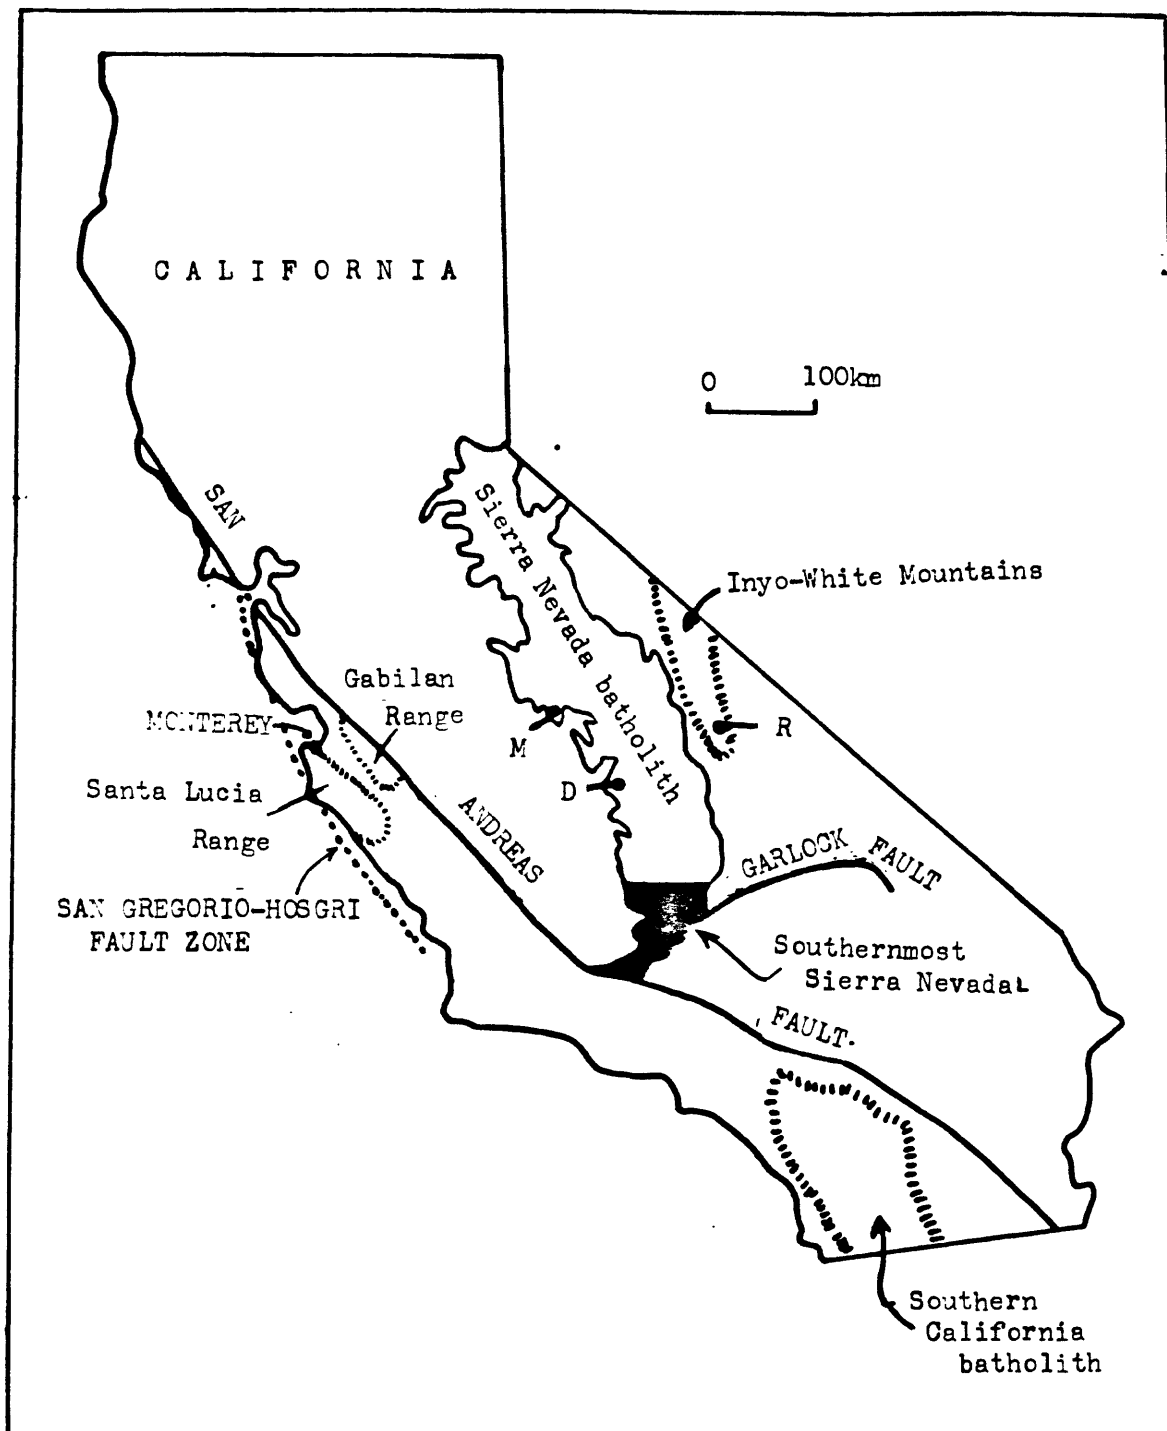 CALIFORNIA
0 100km
SAN
Sierra Nevada batholith
Inyo-White Mountains
Gabilan
Range
MONTEREY
M
R
D
Santa Lucia
Range
ANDREAS
GARLOCK FAULT
SAN GREGORIO-HOSGRI
FAULT ZONE
Southernmost
Sierra Nevada
FAULT
Southern
California
batholith